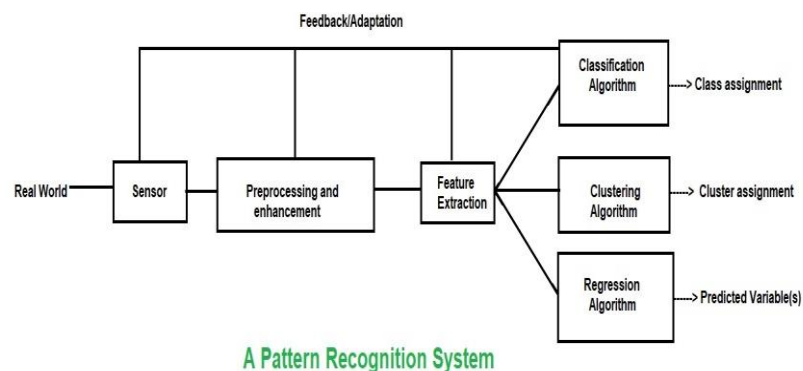 Feedback/Adaptation
Classification
Algorithm
----> Class assignment
Real World
Sensor
Preprocessing and
enhancement
Feature
Extraction
Clustering
Algorithm
----> Cluster assignment
Regression
Algorithm
----> Predicted Variable(s)
A Pattern Recognition System